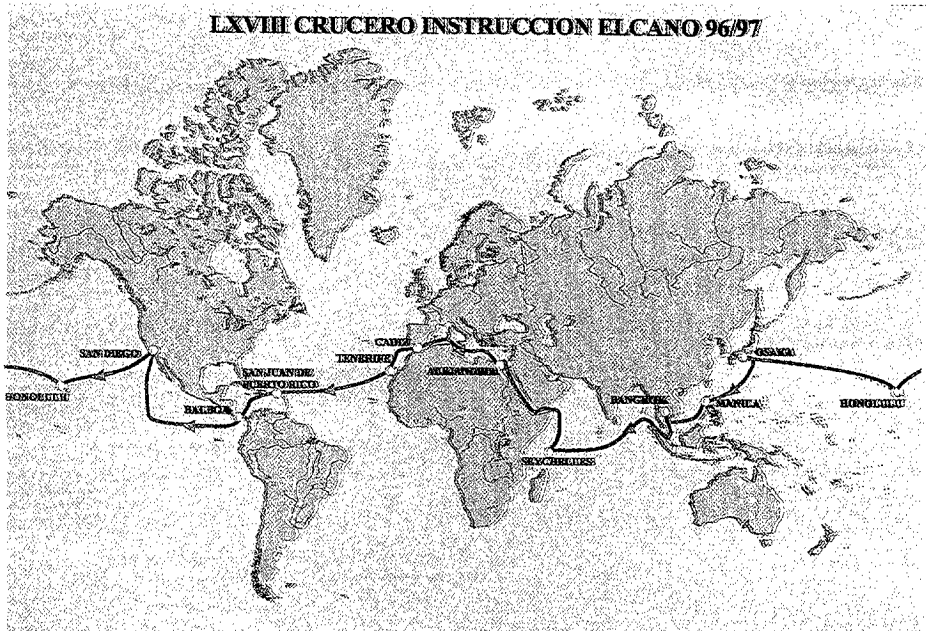 LXVIII CRUCERO INSTRUCCION ELCANO 96/97
CADIZ
SAN DIEGO
TENERIFE
OSAKA
SAN JUAN DE
PUERTO RICO
ALEJANDRIA
HONOLULU
BALBOA
BANGKOK
MANILA
HONOLULU
SEYCHELLES